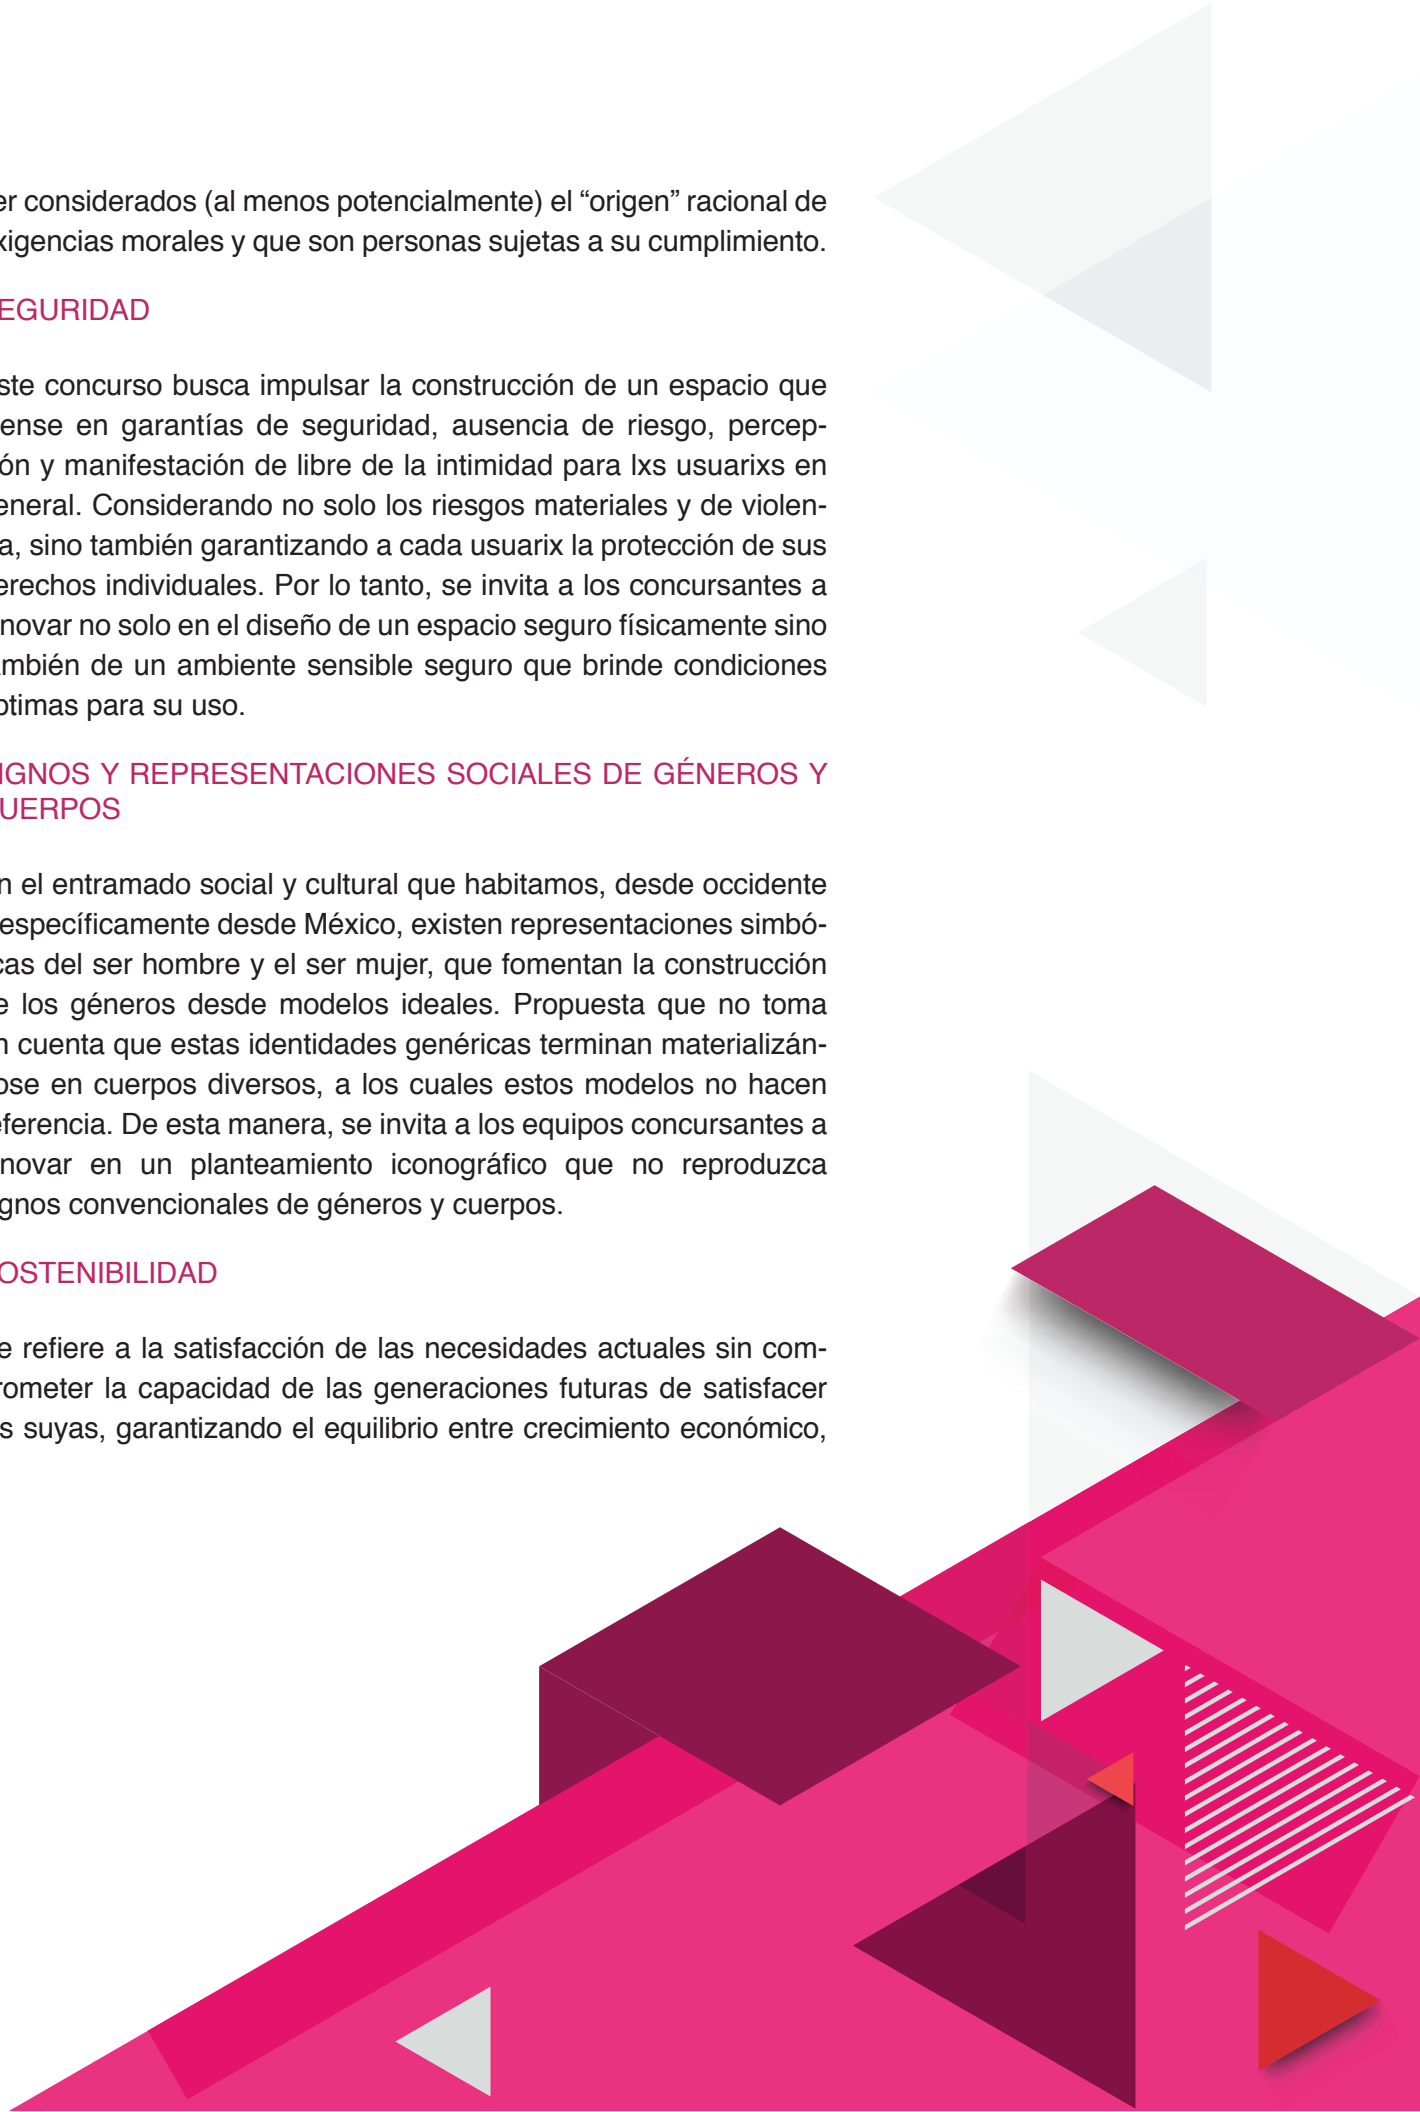 er considerados (al menos potencialmente) el “origen” racional de
xigencias morales y que son personas sujetas a su cumplimiento.
EGURIDAD
ste concurso busca impulsar la construcción de un espacio que
ense en garantías de seguridad, ausencia de riesgo, percep-
ón y manifestación de libre de la intimidad para lxs usuarixs en
eneral. Considerando no solo los riesgos materiales y de violen-
a, sino también garantizando a cada usuarix la protección de sus
erechos individuales. Por lo tanto, se invita a los concursantes a
novar no solo en el diseño de un espacio seguro físicamente sino
ambién de un ambiente sensible seguro que brinde condiciones
ptimas para su uso.
IGNOS Y REPRESENTACIONES SOCIALES DE GÉNEROS Y
UERPOS
n el entramado social y cultural que habitamos, desde occidente
específicamente desde México, existen representaciones simbó-
cas del ser hombre y el ser mujer, que fomentan la construcción
e los géneros desde modelos ideales. Propuesta que no toma
n cuenta que estas identidades genéricas terminan materializán-
ose en cuerpos diversos, a los cuales estos modelos no hacen
eferencia. De esta manera, se invita a los equipos concursantes a
novar en un planteamiento iconográfico que no reproduzca
gnos convencionales de géneros y cuerpos.
OSTENIBILIDAD
e refiere a la satisfacción de las necesidades actuales sin com-
rometer la capacidad de las generaciones futuras de satisfacer
s suyas, garantizando el equilibrio entre crecimiento económico,